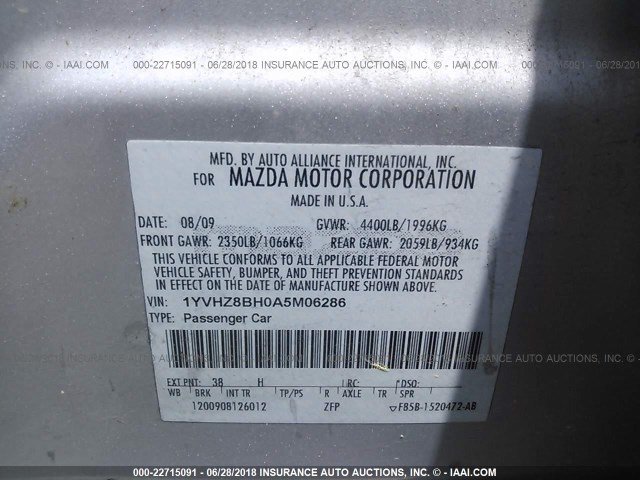 000-22715091 - 06/28/2018 INSURANCE AUTO AUCTIONS, INC. - © IAAI.COM
MFD. BY AUTO ALLIANCE INTERNATIONAL, INC.
FOR MAZDA MOTOR CORPORATION
MADE IN U.S.A.
DATE: 08/09 GVWR: 4400LB/1996KG
FRONT GAWR: 2350LB/1066KG REAR GAWR: 2059LB/934KG
THIS VEHICLE CONFORMS TO ALL APPLICABLE FEDERAL MOTOR
VEHICLE SAFETY, BUMPER, AND THEFT PREVENTION STANDARDS
IN EFFECT ON THE DATE OF MANUFACTURE SHOWN ABOVE.
VIN: 1YVHZ8BH0A5M06286
TYPE: Passenger Car
EXT PNT: 38 H RC: DSO:
WB BRK INT TR TP/PS R AXLE TR SPR
1200908126012 ZFP F85B-1520472-AB
000-22715091 - 06/28/2018 INSURANCE AUTO AUCTIONS, INC. - © IAAI.COM